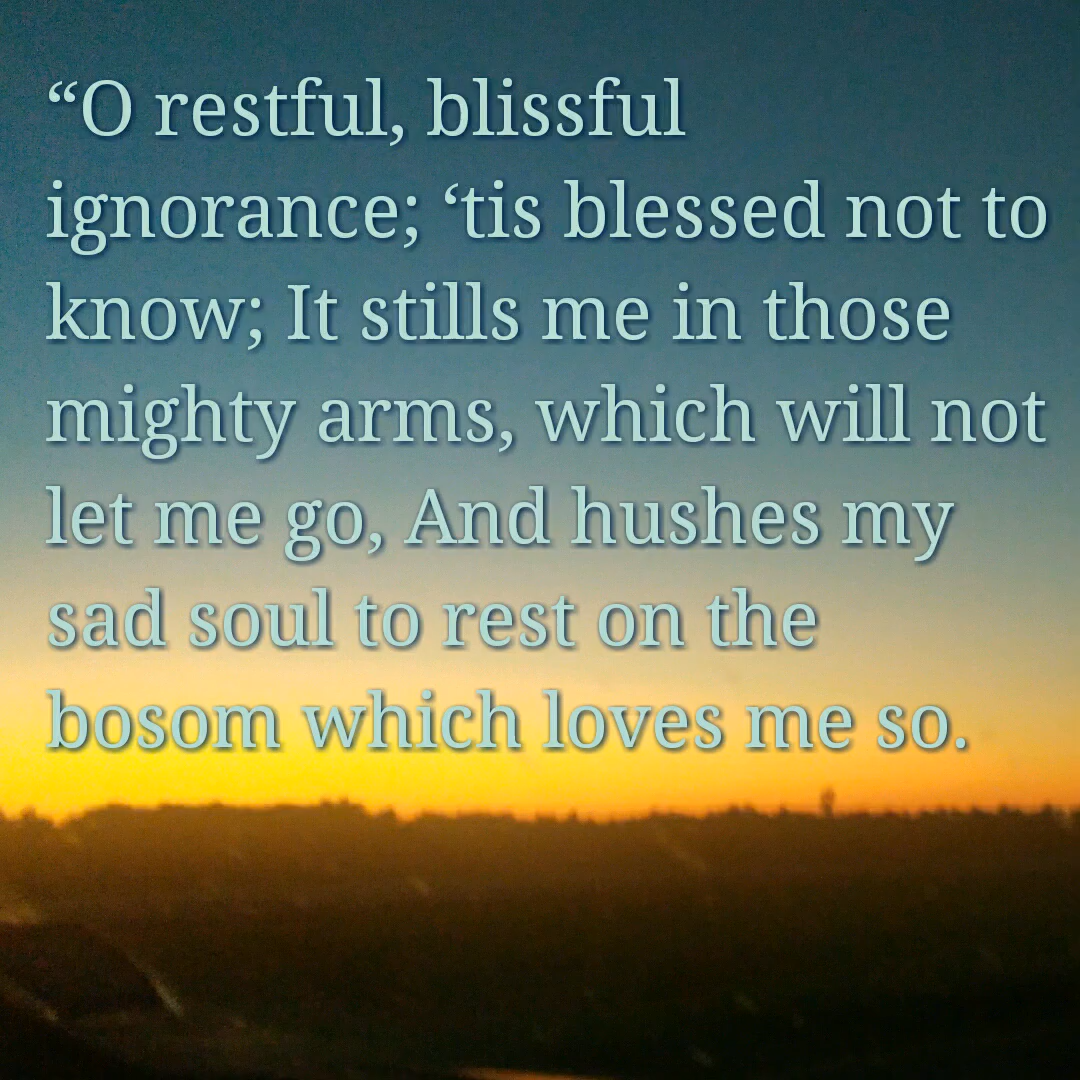 “O restful, blissful
ignorance; ‘tis blessed not to
know; It stills me in those
mighty arms, which will not
let me go, And hushes my
sad soul to rest on the
bosom which loves me so.